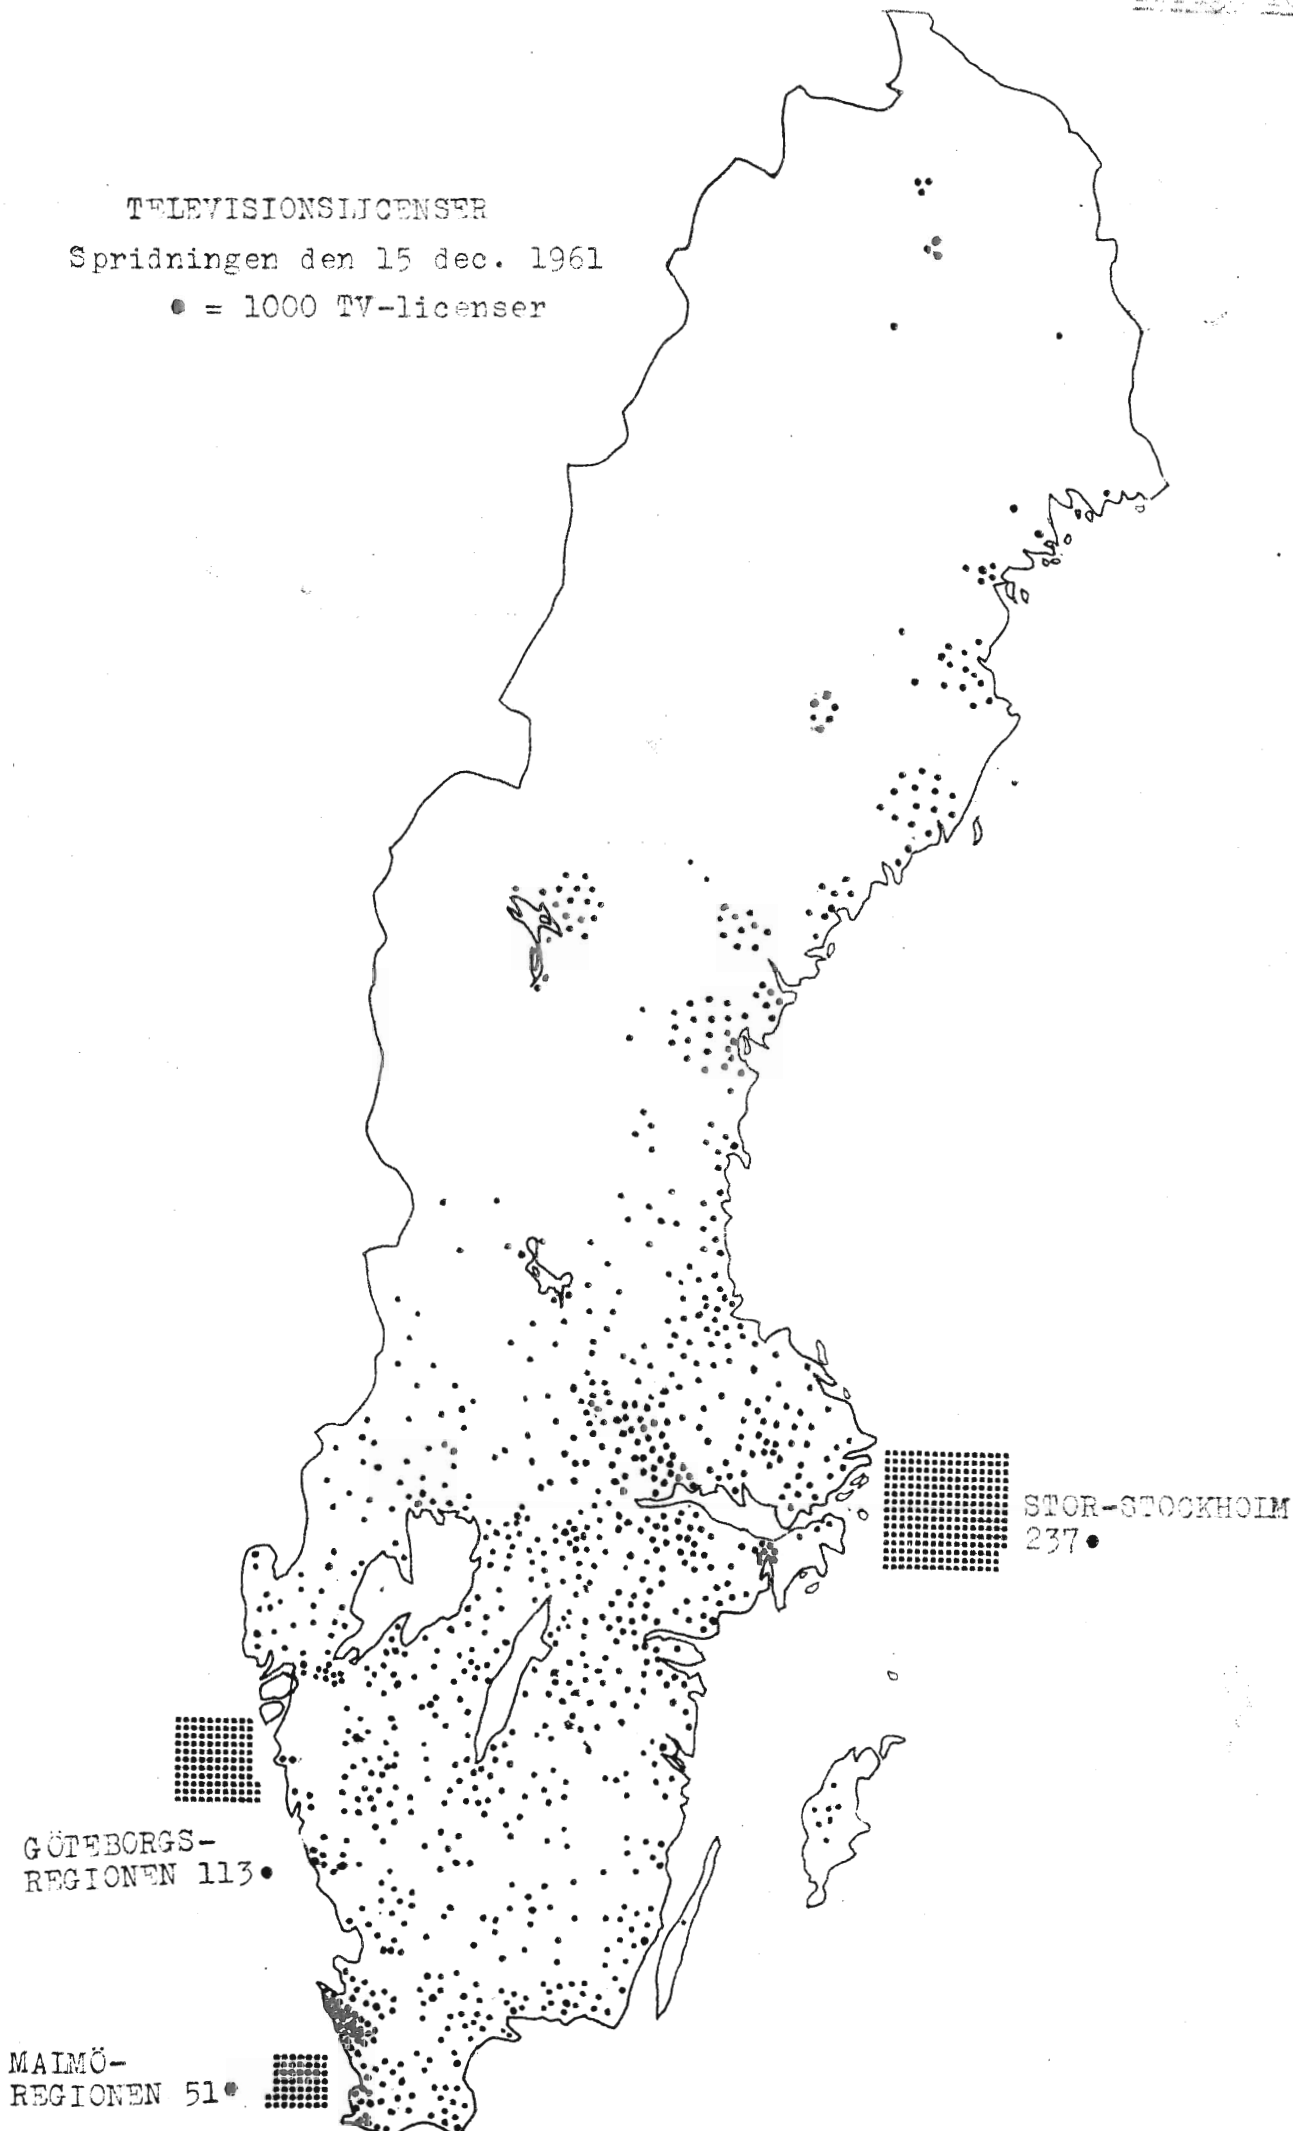 TELEVISIONSLICENSER
Spridningen den 15 dec. 1961
● = 1000 TV-licenser
STOR-STOCKHOLM
237●
GÖTEBORGS-
REGIONEN 113●
MALMÖ-
REGIONEN 51●